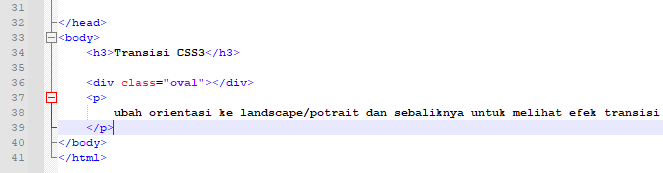 31
32 </head>
33 <body>
34 <h3>Transisi CSS3</h3>
35
36 <div class="oval"></div>
37 <p>
38 ubah orientasi ke landscape/potrait dan sebaliknya untuk melihat efek transisi
39 </p>
40 </body>
41 </html>